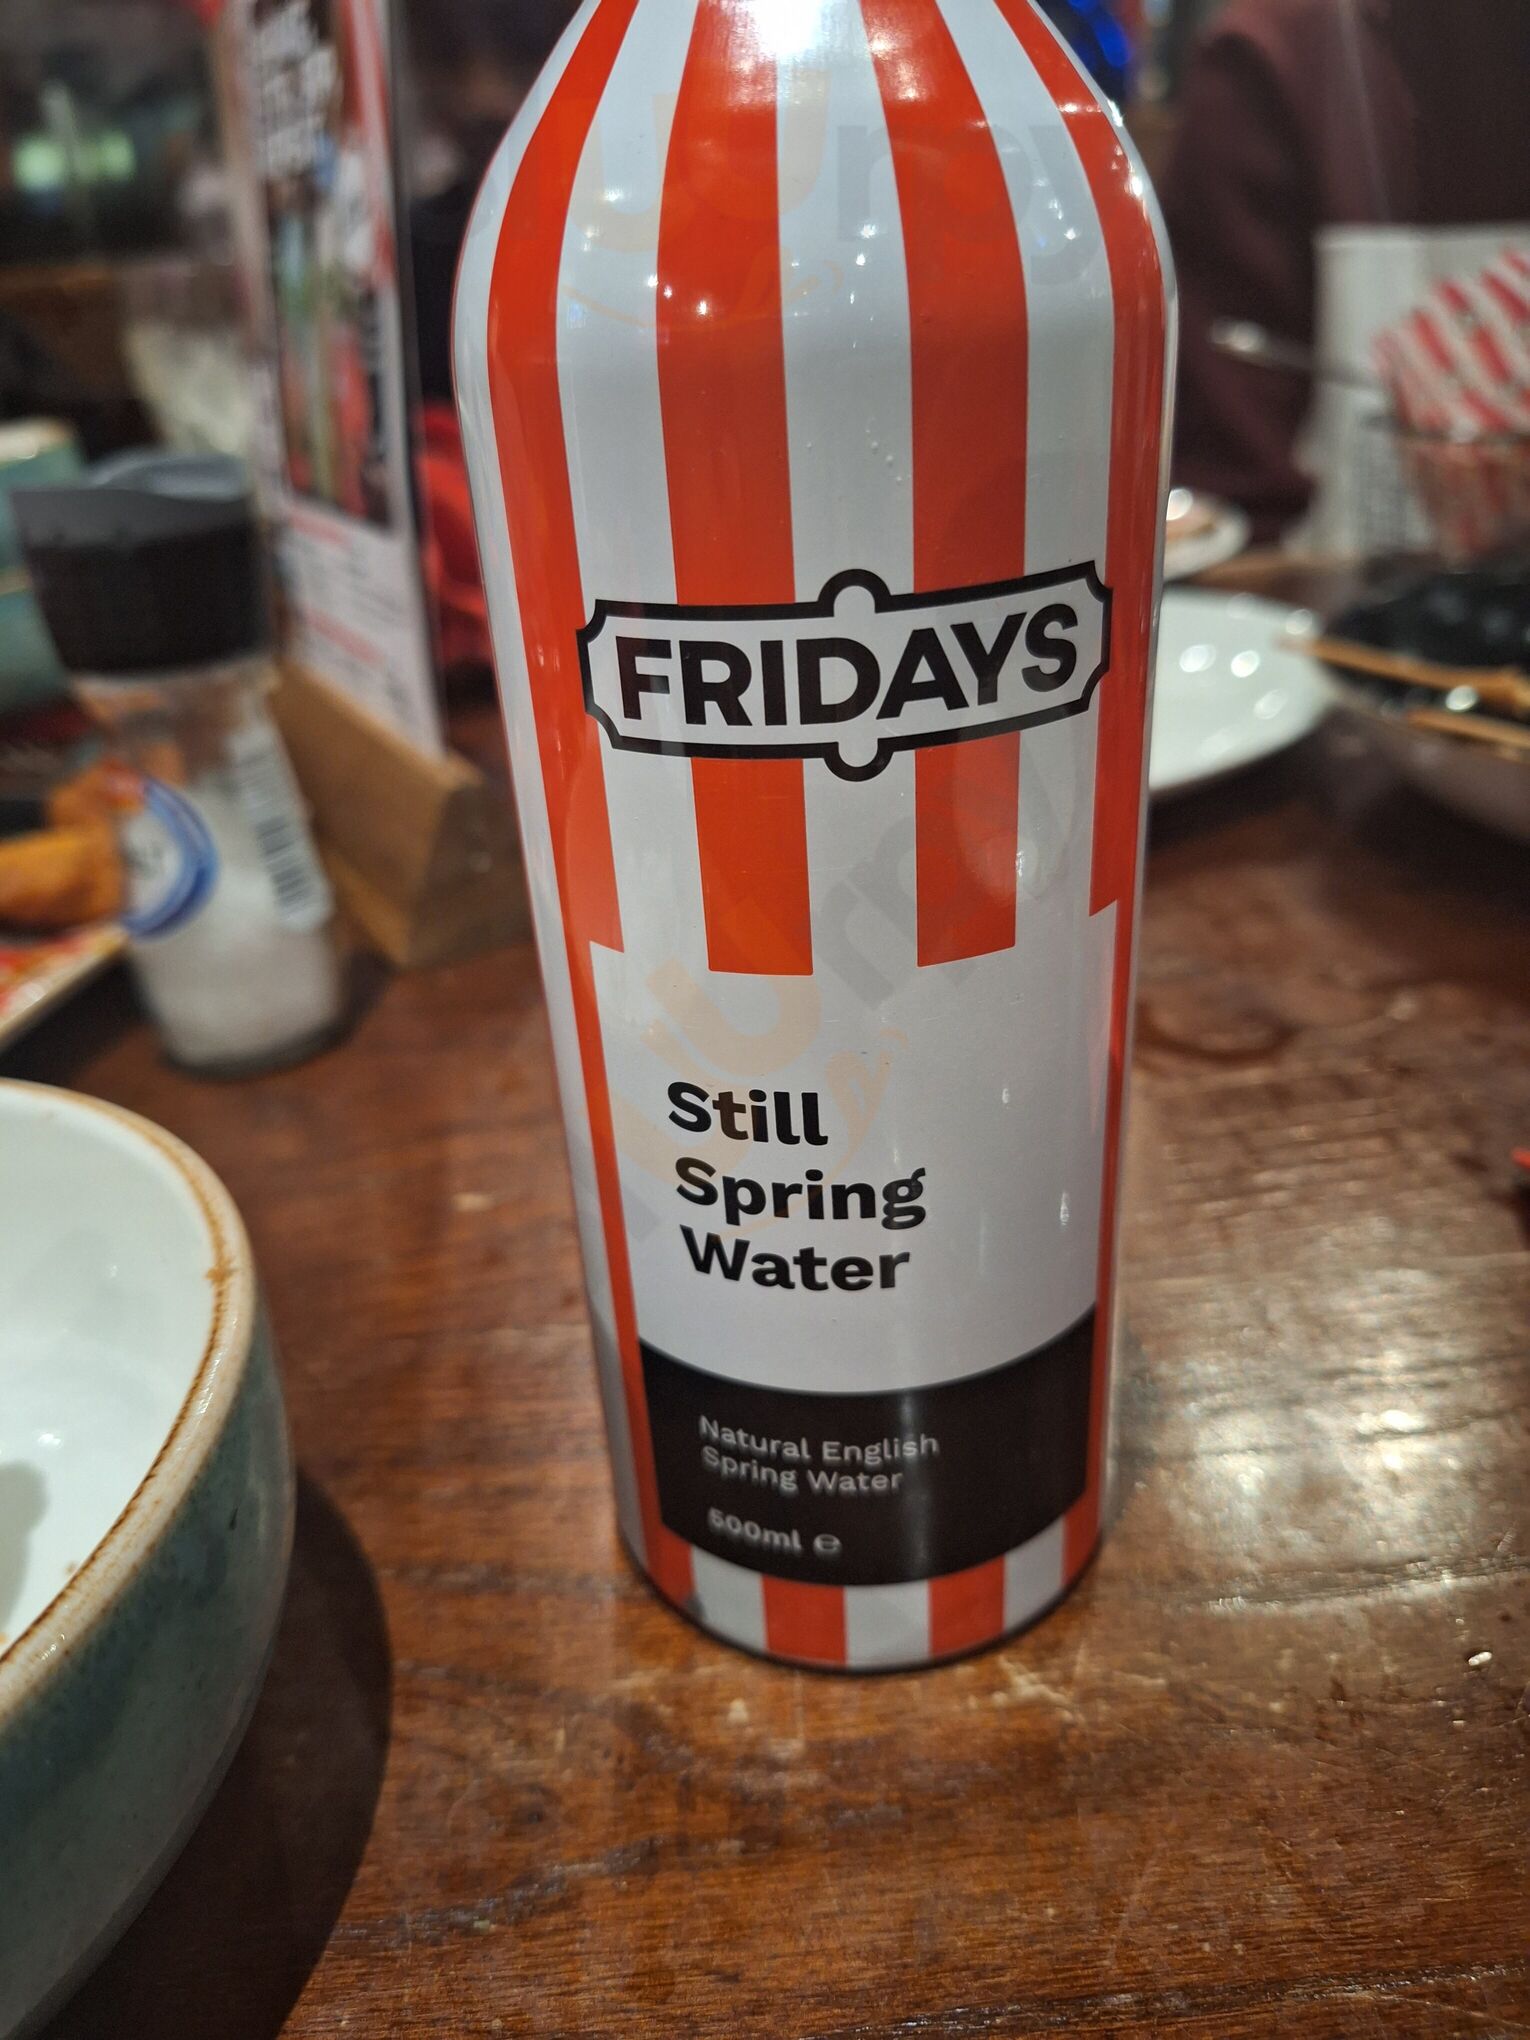 FRIDAYS
Still
Spring
Water
Natural English
Spring Water
500ml ℮